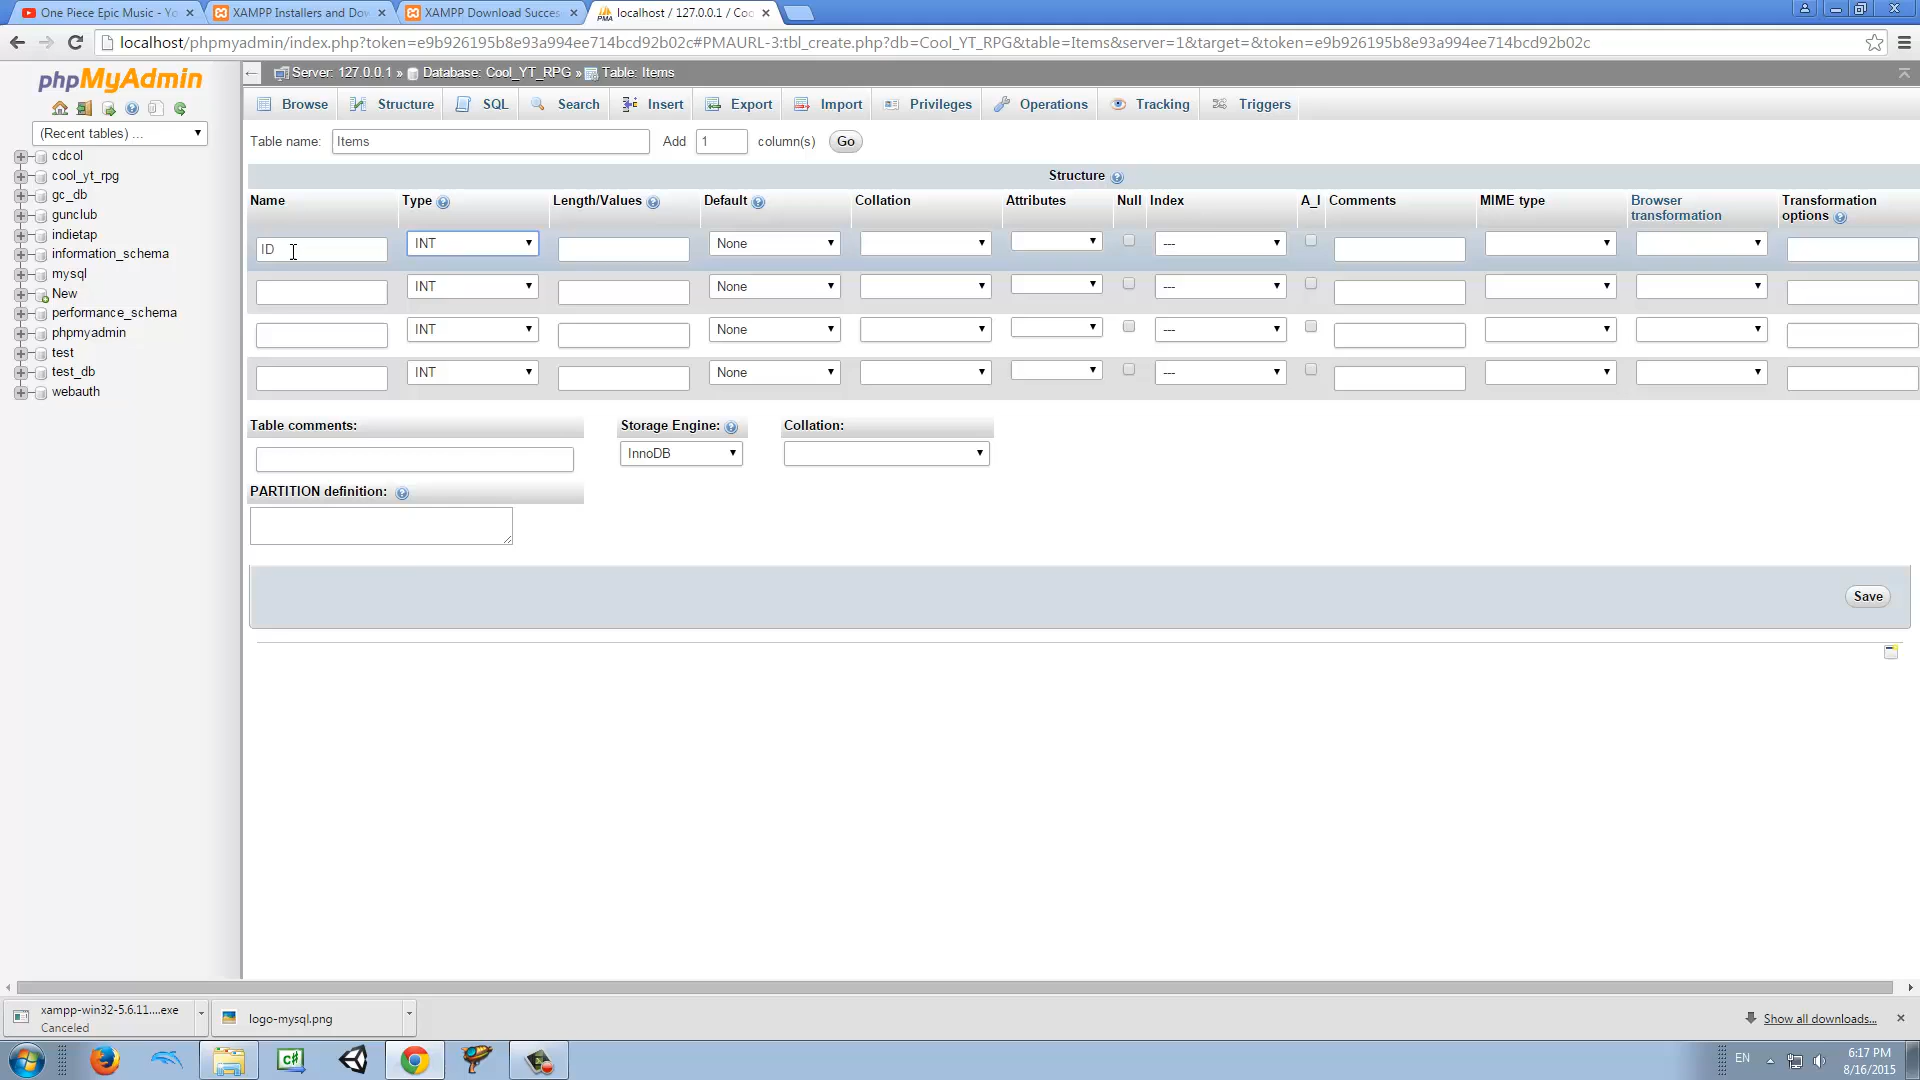 One Piece Epic Music - Yo
XAMPP Installers and Dow
XAMPP Download Succes
localhost / 127.0.0.1 / Coo
localhost/phpmyadmin/index.php?token=e9b926195b8e93a994ee714bcd92b02c#PMAURL-3:tbl_create.php?db=Cool_YT_RPG&table=Items&server=1&target=&token=e9b926195b8e93a994ee714bcd92b02c
phpMyAdmin
(Recent tables) ...
cdcol
cool_yt_rpg
gc_db
gunclub
indietap
information_schema
mysql
New
performance_schema
phpmyadmin
test
test_db
webauth
Server: 127.0.0.1 » Database: Cool_YT_RPG » Table: Items
Browse Structure SQL Search Insert Export Import Privileges Operations Tracking Triggers
Table name: Items Add 1 column(s) Go
Structure
Name Type Length/Values Default Collation Attributes Null Index A_I Comments MIME type Browser transformation Transformation options
ID INT None ---
INT None ---
INT None ---
INT None ---
Table comments: Storage Engine: Collation:
InnoDB
PARTITION definition:
Save
xampp-win32-5.6.11....exe
Canceled
logo-mysql.png
Show all downloads...
EN
6:17 PM
8/16/2015